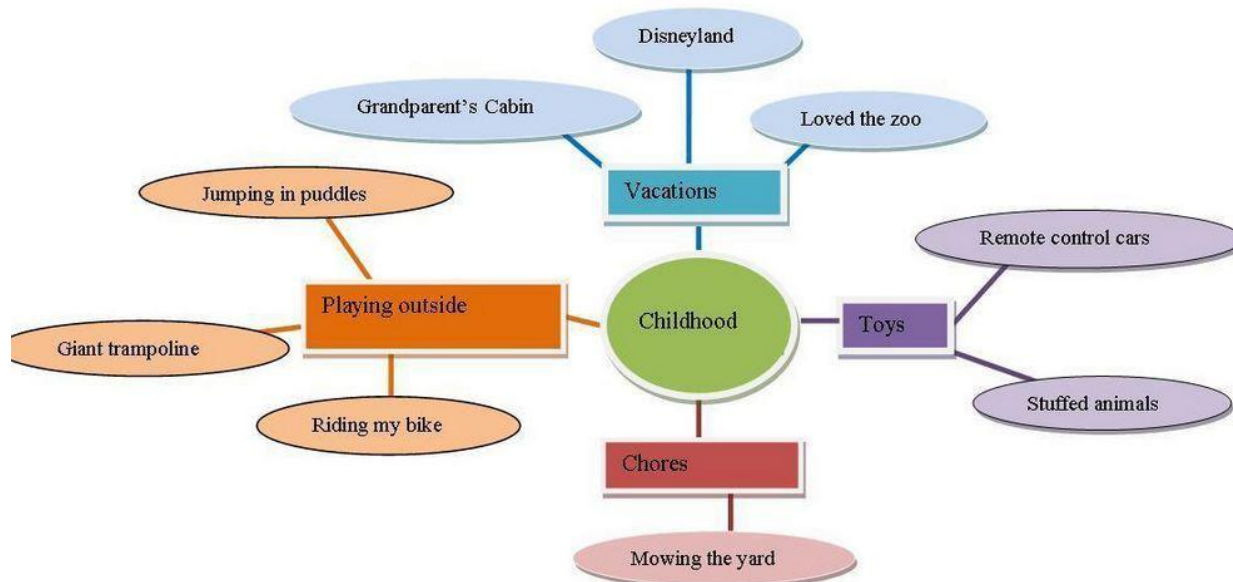 Disneyland
Grandparent's Cabin
Loved the zoo
Vacations
Jumping in puddles
Remote control cars
Playing outside
Childhood
Toys
Giant trampoline
Stuffed animals
Riding my bike
Chores
Mowing the yard